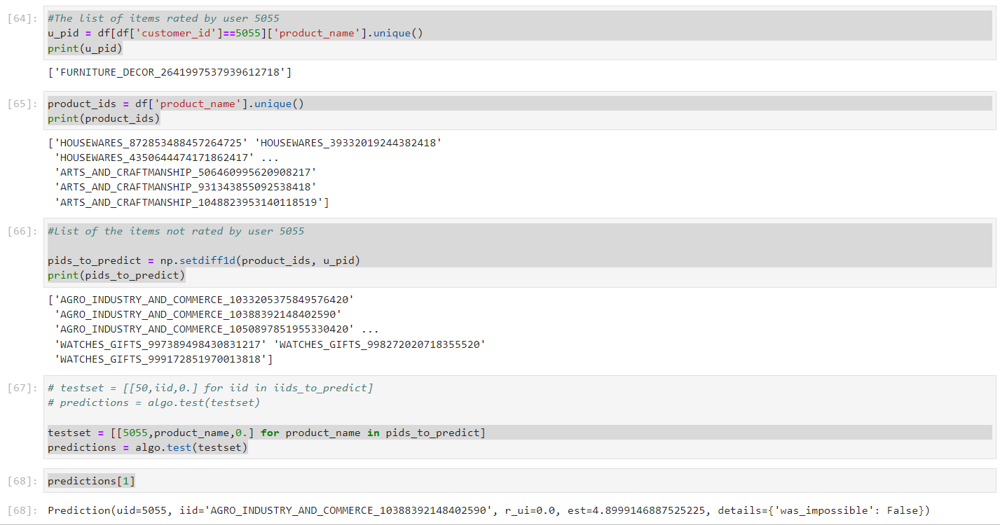 [64]: #The list of items rated by user 5055
u_pid = df[df['customer_id']==5055]['product_name'].unique()
print(u_pid)
['FURNITURE_DECOR_2641997537939612718']
[65]: product_ids = df['product_name'].unique()
print(product_ids)
['HOUSEWARES_872853488457264725' 'HOUSEWARES_39332019244382418'
'HOUSEWARES_4350644474171862417' ...
'ARTS_AND_CRAFTMANSHIP_506460995620908217'
'ARTS_AND_CRAFTMANSHIP_931343855092538418'
'ARTS_AND_CRAFTMANSHIP_1048823953140118519']
[66]: #List of the items not rated by user 5055
pids_to_predict = np.setdiff1d(product_ids, u_pid)
print(pids_to_predict)
['AGRO_INDUSTRY_AND_COMMERCE_1033205375849576420'
'AGRO_INDUSTRY_AND_COMMERCE_10388392148402590'
'AGRO_INDUSTRY_AND_COMMERCE_1050897851955330420' ...
'WATCHES_GIFTS_997389498430831217' 'WATCHES_GIFTS_998272020718355520'
'WATCHES_GIFTS_999172851970013818']
[67]: # testset = [[50,iid,0.] for iid in iids_to_predict]
# predictions = algo.test(testset)
testset = [[5055,product_name,0.] for product_name in pids_to_predict]
predictions = algo.test(testset)
[68]: predictions[1]
[68]: Prediction(uid=5055, iid='AGRO_INDUSTRY_AND_COMMERCE_10388392148402590', r_ui=0.0, est=4.8999146887525225, details={'was_impossible': False})